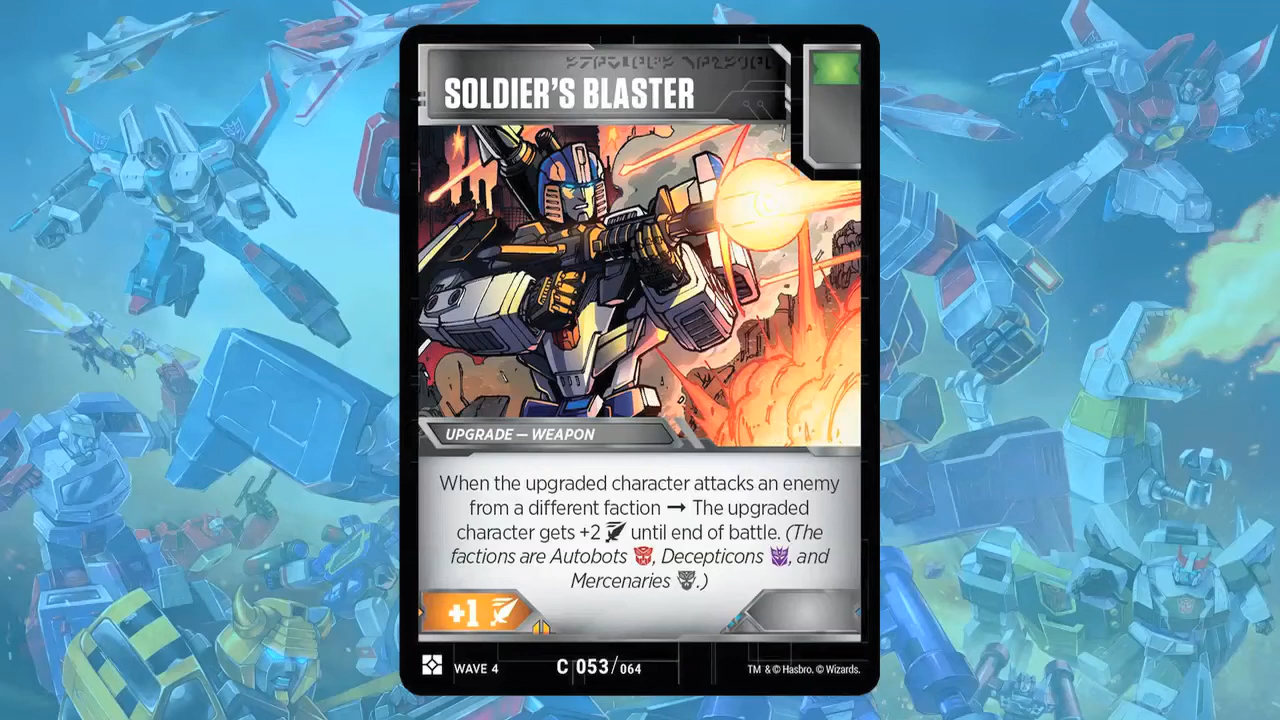 SOLDIER'S BLASTER
UPGRADE — WEAPON
When the upgraded character attacks an enemy
from a different faction → The upgraded
character gets +2 until end of battle. (The
factions are Autobots , Decepticons , and
Mercenaries .)
+1
WAVE 4
C 053/064
TM & © Hasbro. © Wizards.